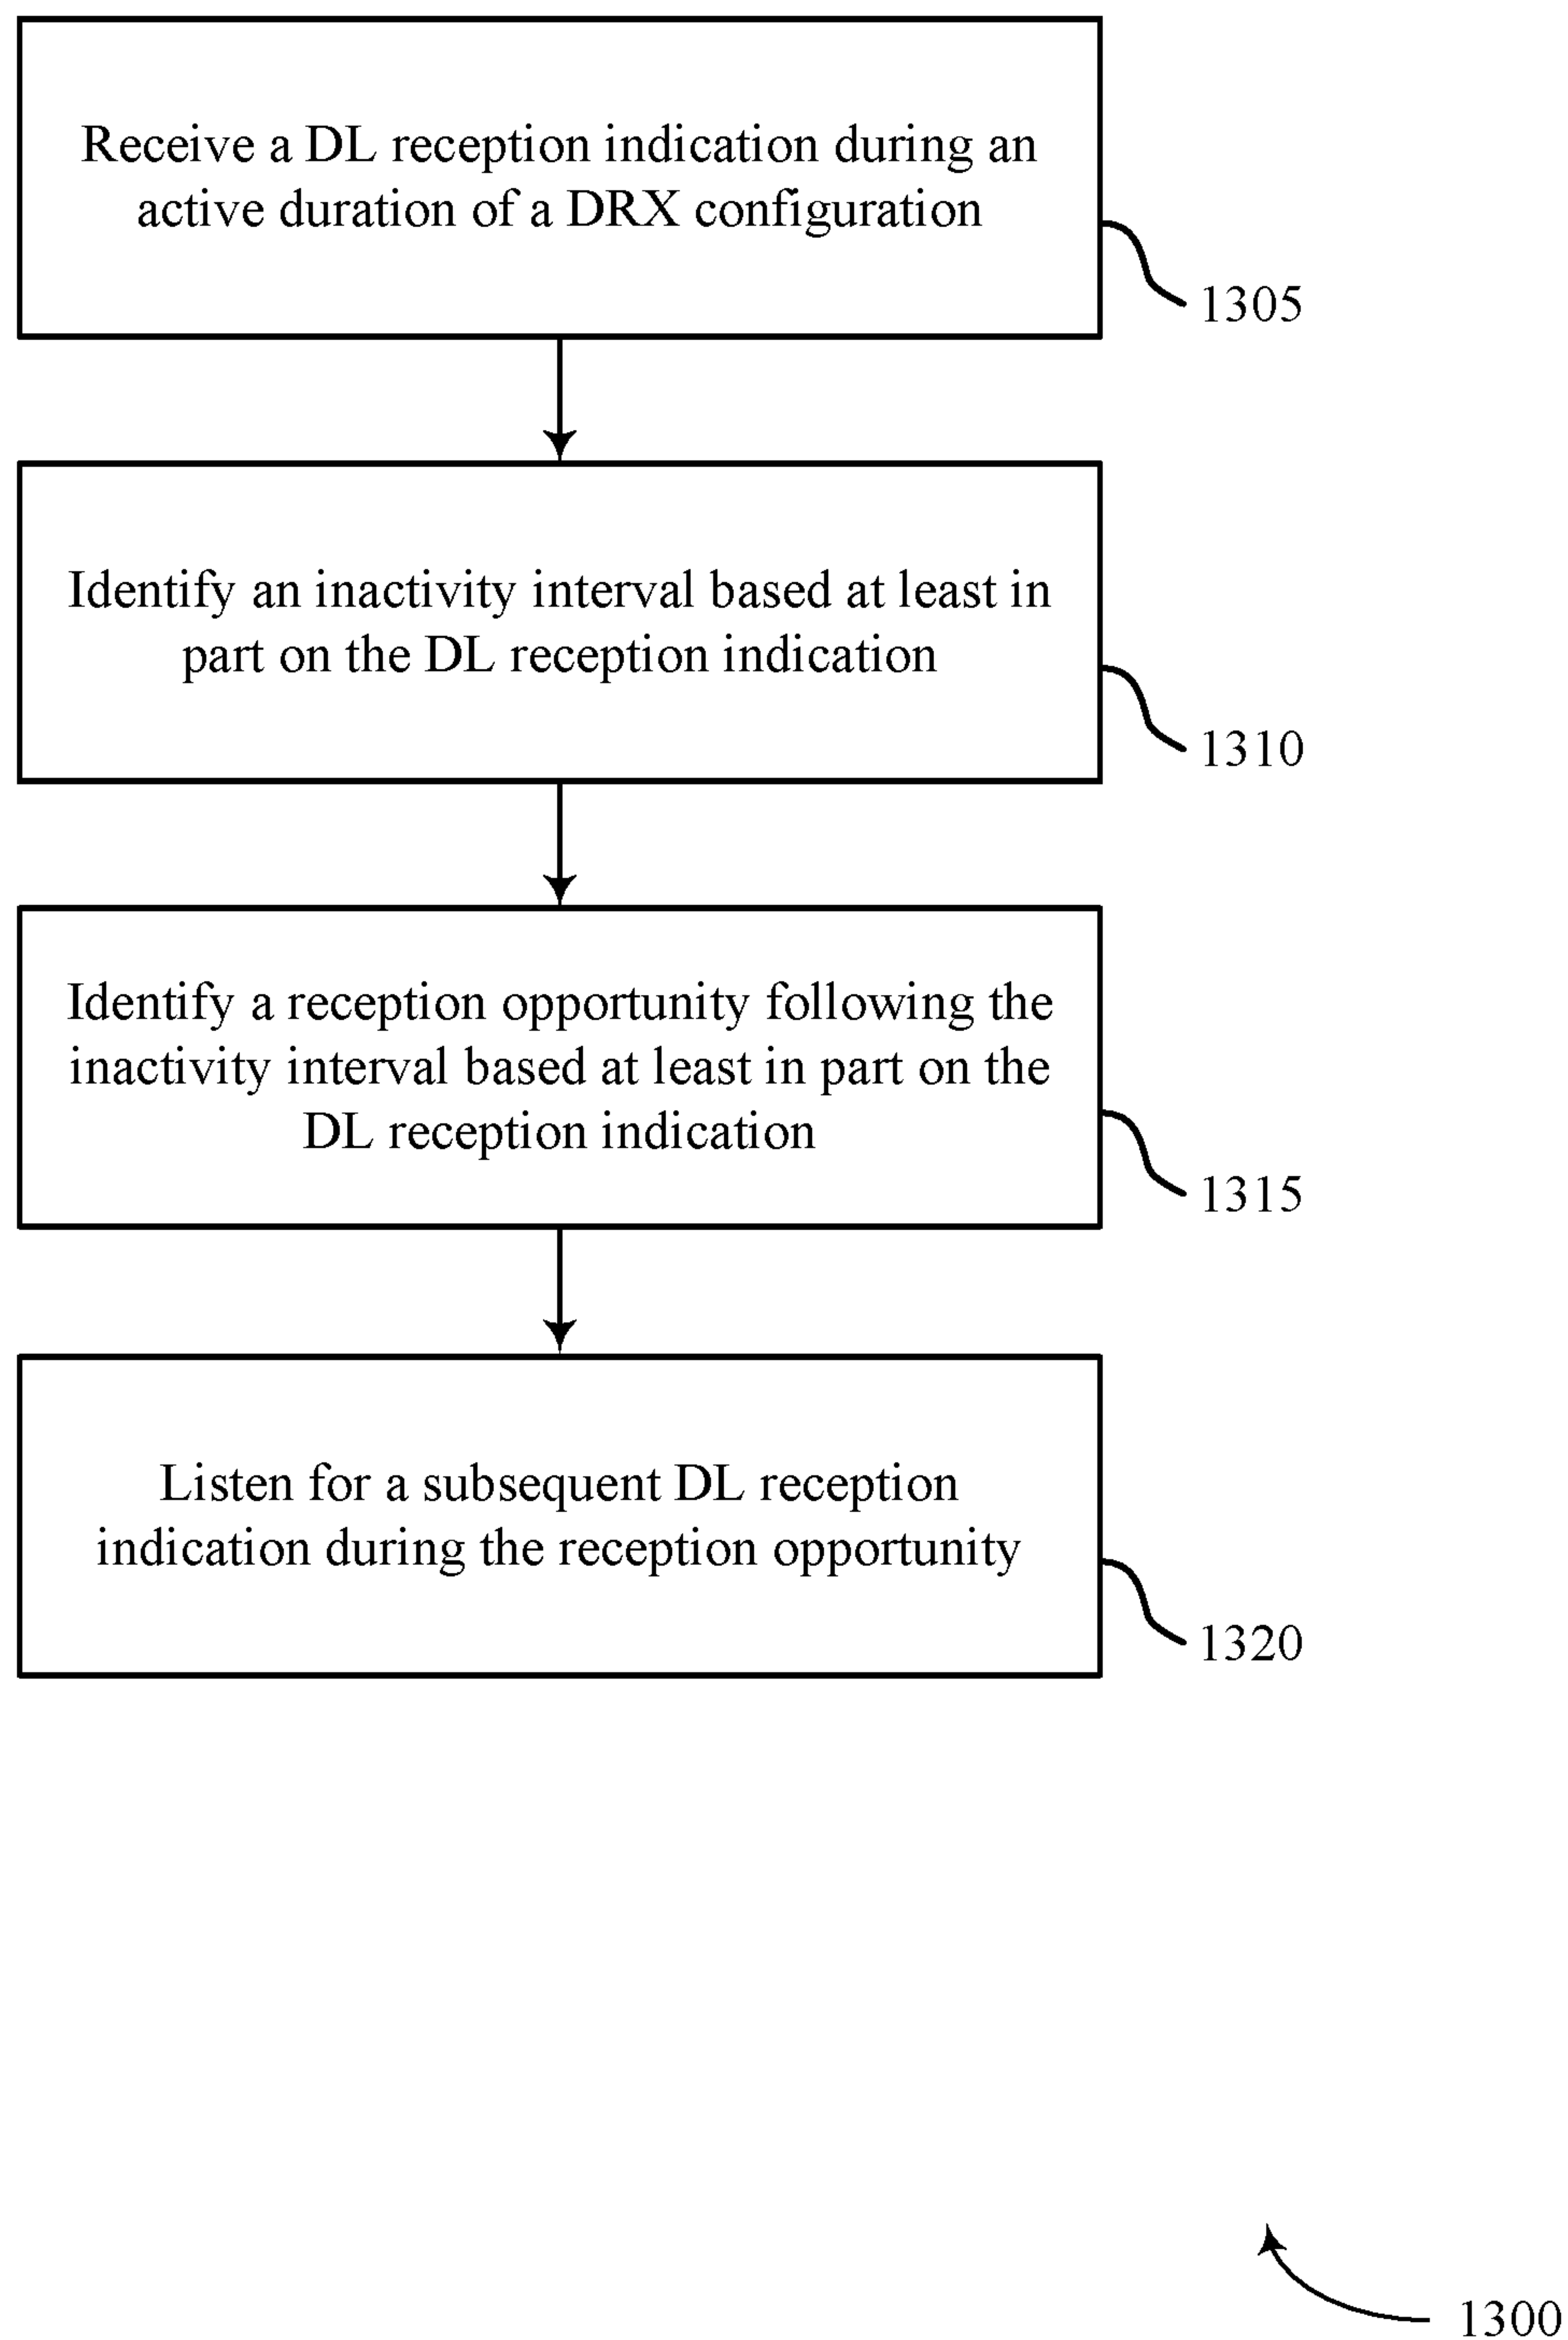 Receive a DL reception indication during an
active duration of a DRX configuration
1305
Identify an inactivity interval based at least in
part on the DL reception indication
1310
Identify a reception opportunity following the
inactivity interval based at least in part on the
DL reception indication
1315
Listen for a subsequent DL reception
indication during the reception opportunity
1320
1300